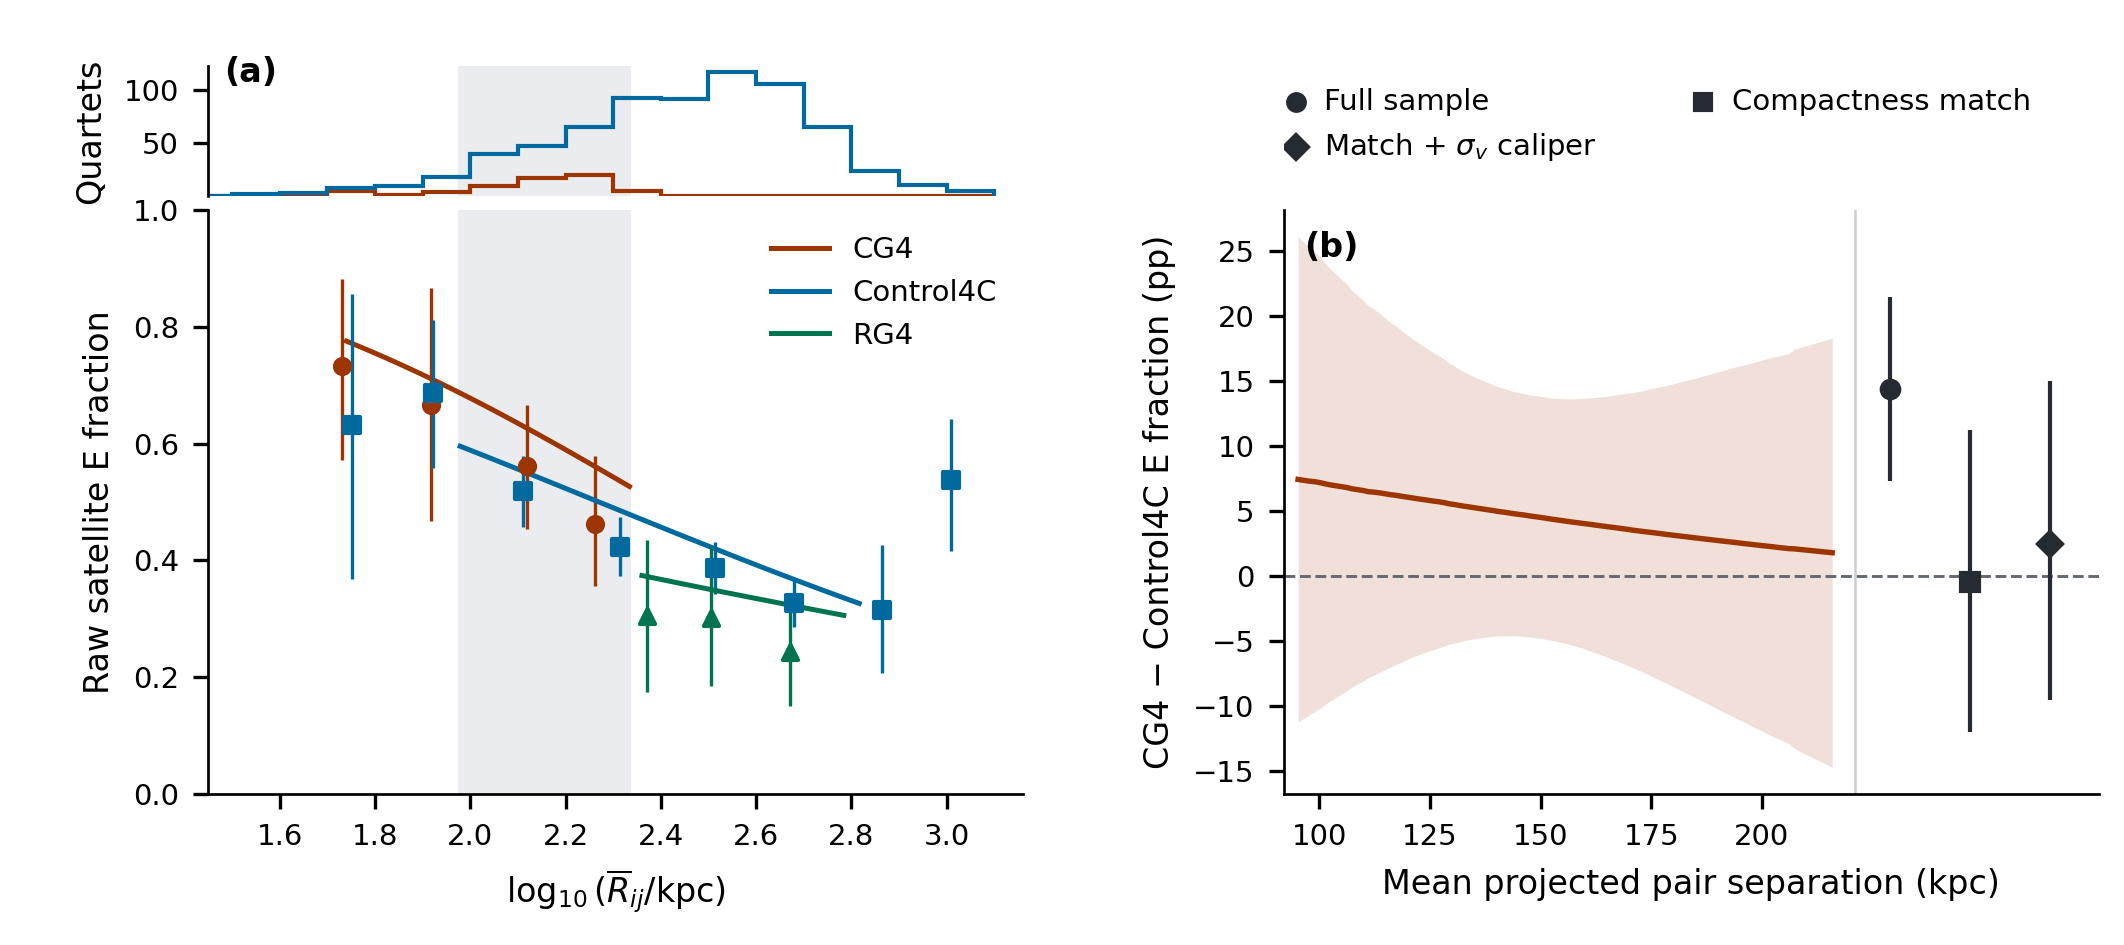 (a)
Quartets
100
50
1.0
0.8
0.6
0.4
0.2
0.0
Raw satellite E fraction
CG4
Control4C
RG4
1.6 1.8 2.0 2.2 2.4 2.6 2.8 3.0
log₁₀ (R̅ᵢⱼ/kpc)
Full sample
Compactness match
Match + σᵥ caliper
(b)
CG4 − Control4C E fraction (pp)
25
20
15
10
5
0
−5
−10
−15
100 125 150 175 200
Mean projected pair separation (kpc)